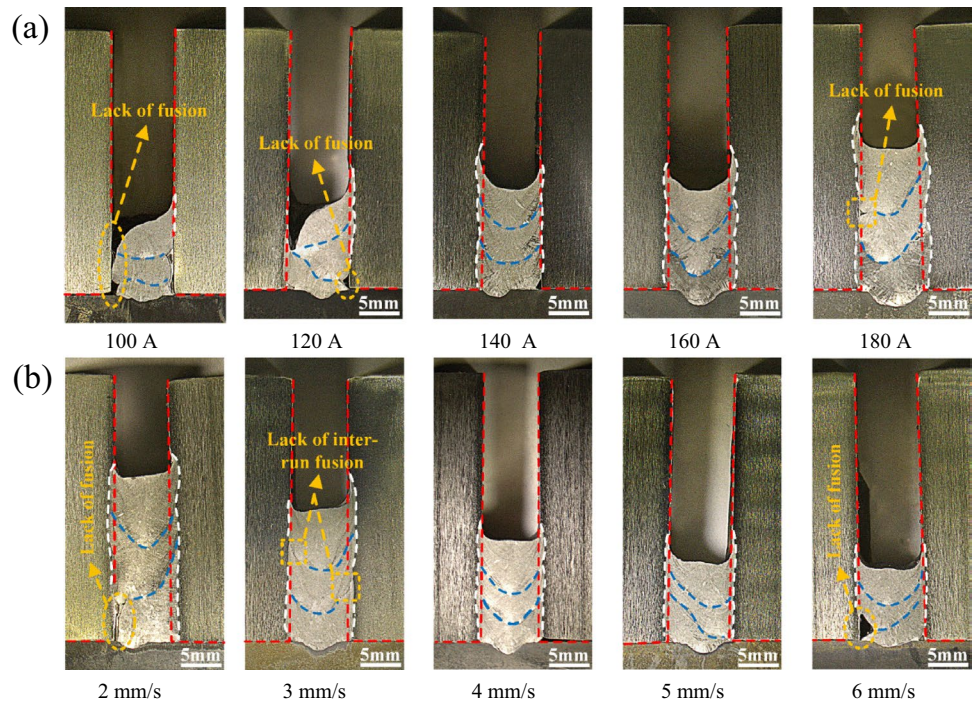 (a)
Lack of fusion
Lack of fusion
Lack of fusion
5mm
5mm
5mm
5mm
5mm
100 A
120 A
140 A
160 A
180 A
(b)
Lack of fusion
Lack of inter-
run fusion
Lack of fusion
5mm
5mm
5mm
5mm
5mm
2 mm/s
3 mm/s
4 mm/s
5 mm/s
6 mm/s